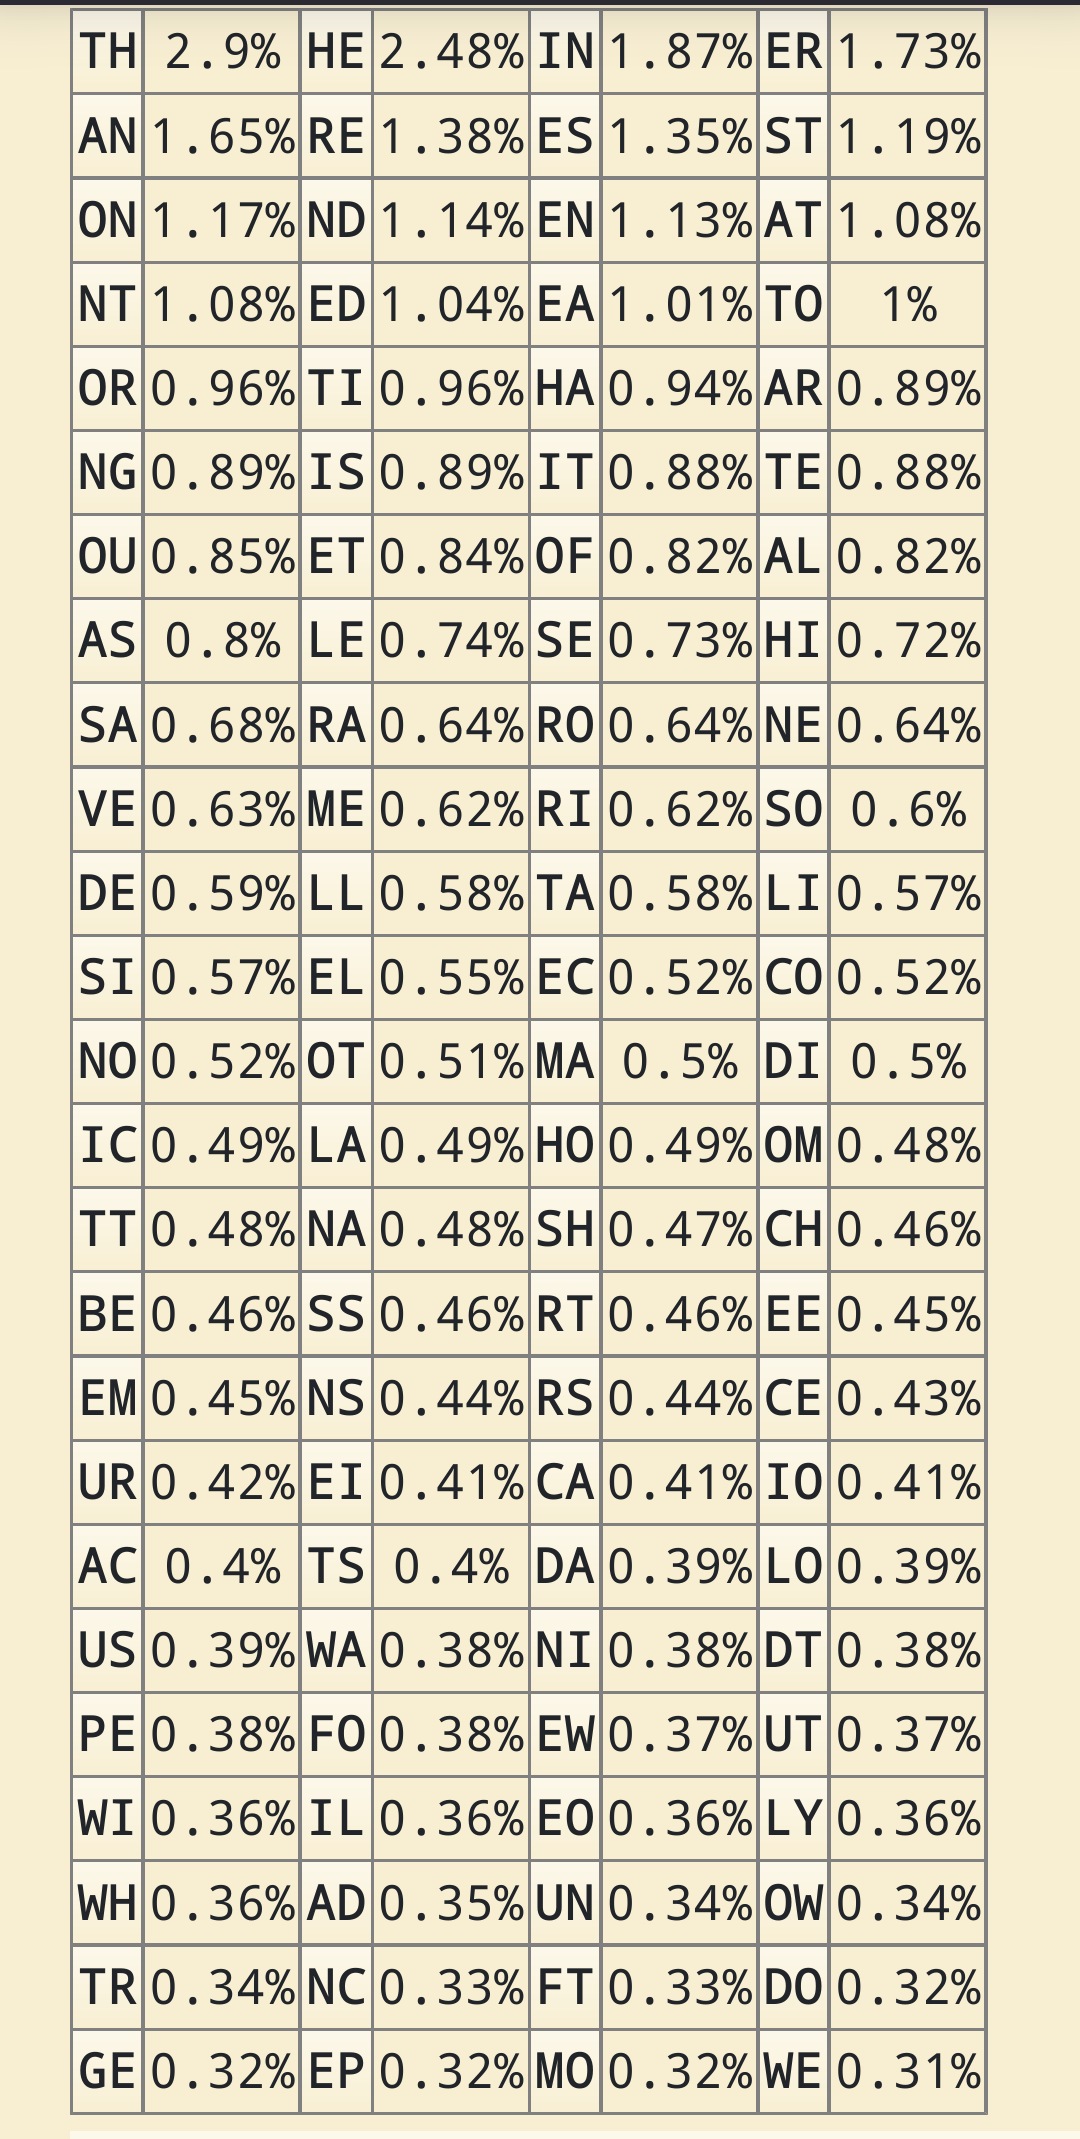 TH 2.9% HE 2.48% IN 1.87% ER 1.73%
AN 1.65% RE 1.38% ES 1.35% ST 1.19%
ON 1.17% ND 1.14% EN 1.13% AT 1.08%
NT 1.08% ED 1.04% EA 1.01% TO 1%
OR 0.96% TI 0.96% HA 0.94% AR 0.89%
NG 0.89% IS 0.89% IT 0.88% TE 0.88%
OU 0.85% ET 0.84% OF 0.82% AL 0.82%
AS 0.8% LE 0.74% SE 0.73% HI 0.72%
SA 0.68% RA 0.64% RO 0.64% NE 0.64%
VE 0.63% ME 0.62% RI 0.62% SO 0.6%
DE 0.59% LL 0.58% TA 0.58% LI 0.57%
SI 0.57% EL 0.55% EC 0.52% CO 0.52%
NO 0.52% OT 0.51% MA 0.5% DI 0.5%
IC 0.49% LA 0.49% HO 0.49% OM 0.48%
TT 0.48% NA 0.48% SH 0.47% CH 0.46%
BE 0.46% SS 0.46% RT 0.46% EE 0.45%
EM 0.45% NS 0.44% RS 0.44% CE 0.43%
UR 0.42% EI 0.41% CA 0.41% IO 0.41%
AC 0.4% TS 0.4% DA 0.39% LO 0.39%
US 0.39% WA 0.38% NI 0.38% DT 0.38%
PE 0.38% FO 0.38% EW 0.37% UT 0.37%
WI 0.36% IL 0.36% EO 0.36% LY 0.36%
WH 0.36% AD 0.35% UN 0.34% OW 0.34%
TR 0.34% NC 0.33% FT 0.33% DO 0.32%
GE 0.32% EP 0.32% MO 0.32% WE 0.31%